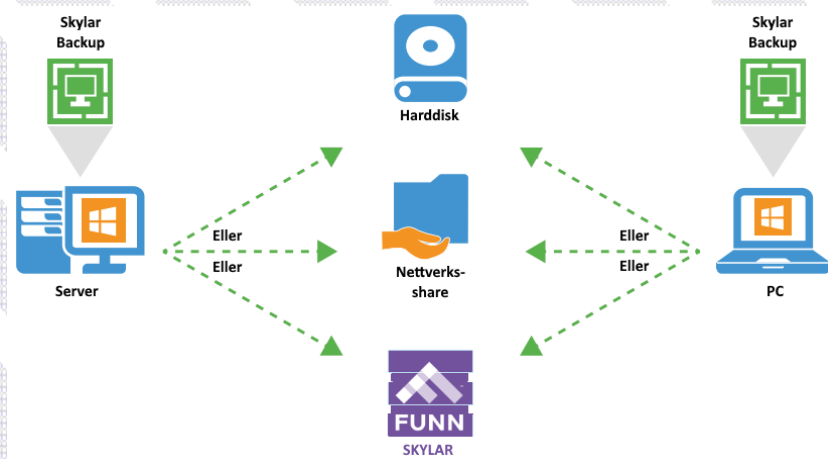 Skylar
Backup
Skylar
Backup
Harddisk
Eller
Eller
Eller
Eller
Nettverks-
share
Server
PC
FUNN
SKYLAR